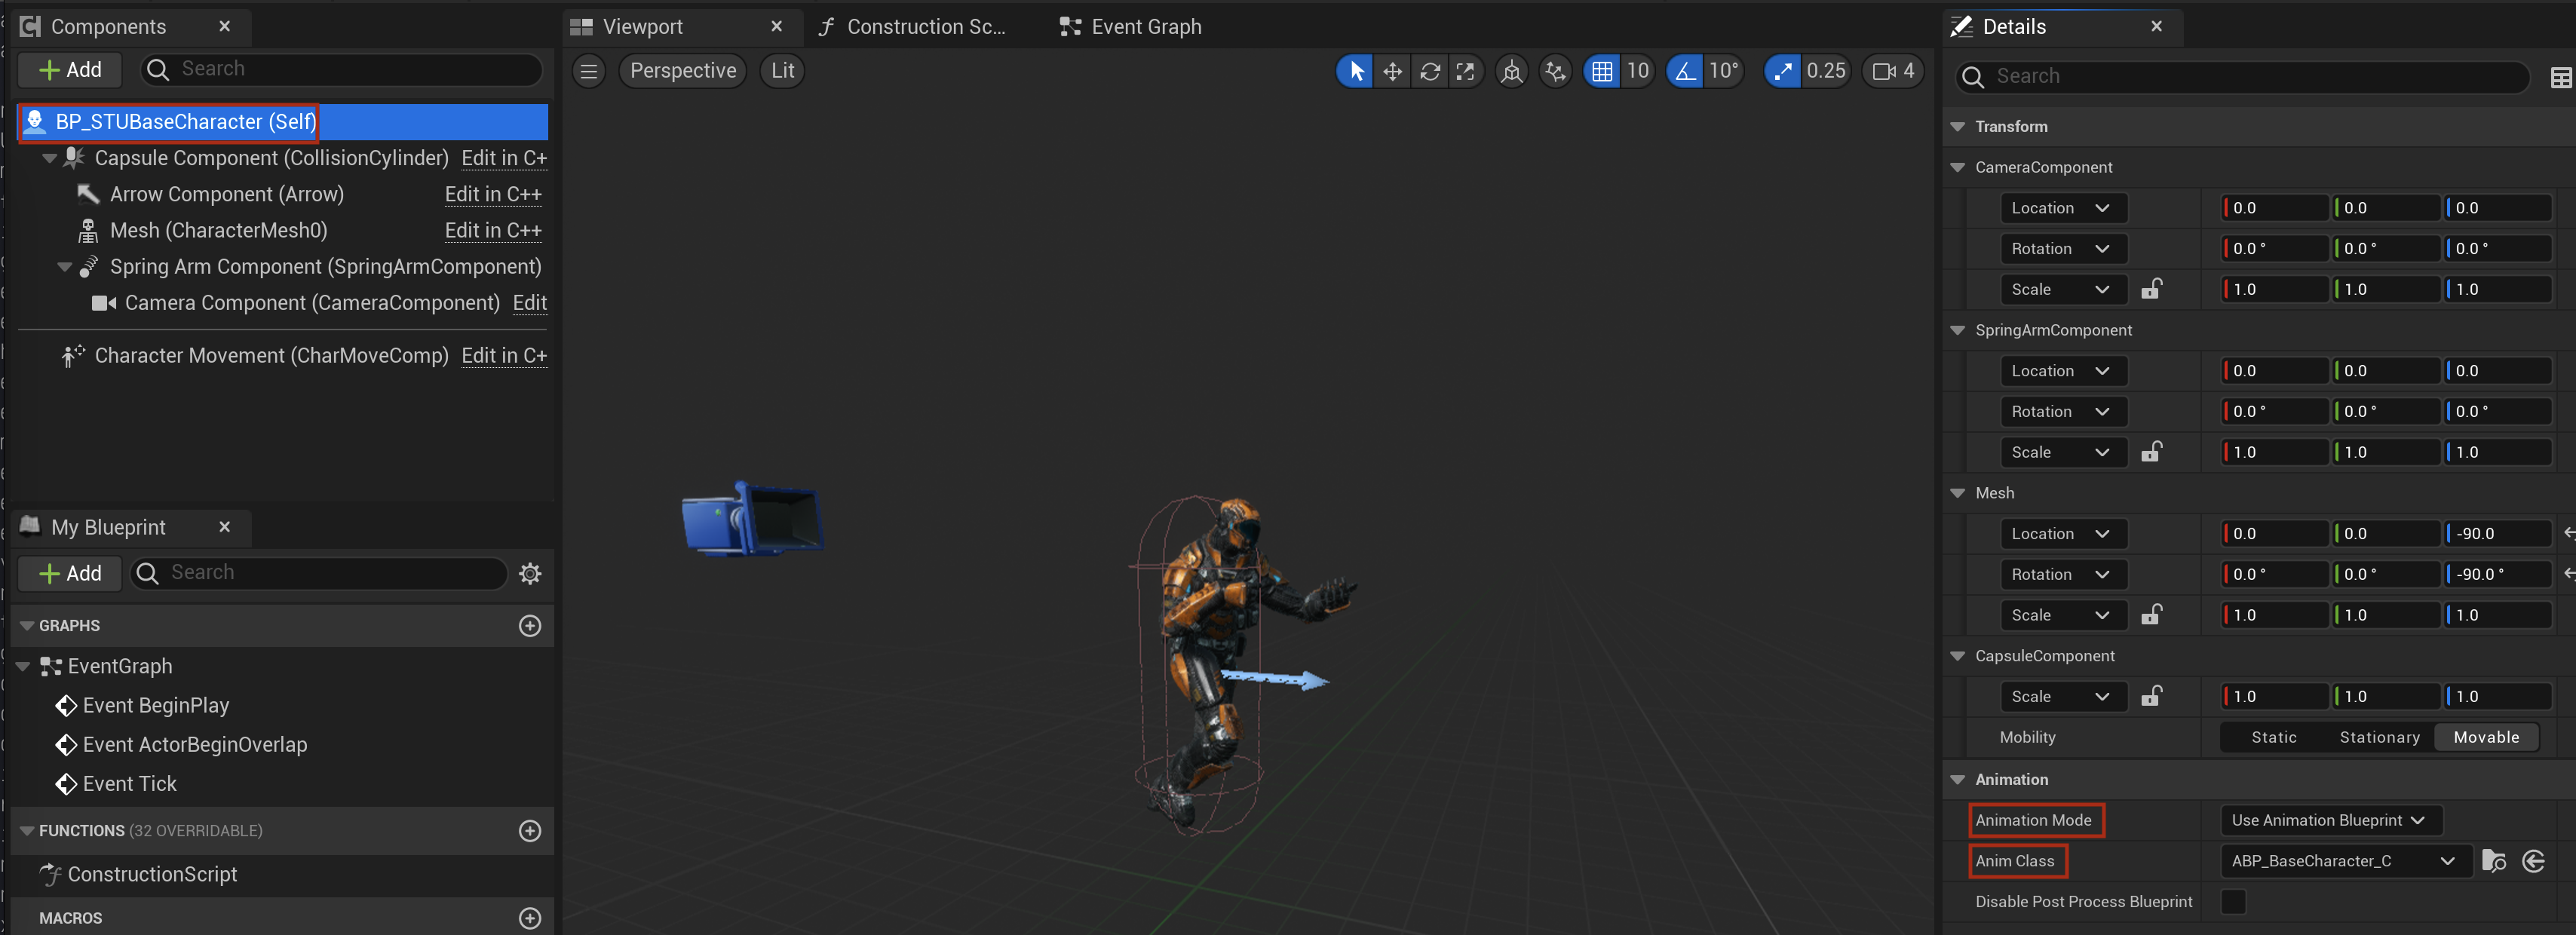 Components
Add
Search
BP_STUBaseCharacter (Self)
Capsule Component (CollisionCylinder) Edit in C+
Arrow Component (Arrow) Edit in C++
Mesh (CharacterMesh0) Edit in C++
Spring Arm Component (SpringArmComponent)
Camera Component (CameraComponent) Edit
Character Movement (CharMoveComp) Edit in C+
My Blueprint
Add
Search
GRAPHS
EventGraph
Event BeginPlay
Event ActorBeginOverlap
Event Tick
FUNCTIONS (32 OVERRIDABLE)
ConstructionScript
MACROS
Viewport
Construction Sc...
Event Graph
Perspective
Lit
10
10°
0.25
4
Details
Search
Transform
CameraComponent
Location 0.0 0.0 0.0
Rotation 0.0 ° 0.0 ° 0.0 °
Scale 1.0 1.0 1.0
SpringArmComponent
Location 0.0 0.0 0.0
Rotation 0.0 ° 0.0 ° 0.0 °
Scale 1.0 1.0 1.0
Mesh
Location 0.0 0.0 -90.0
Rotation 0.0 ° 0.0 ° -90.0 °
Scale 1.0 1.0 1.0
CapsuleComponent
Scale 1.0 1.0 1.0
Mobility Static Stationary Movable
Animation
Animation Mode Use Animation Blueprint
Anim Class ABP_BaseCharacter_C
Disable Post Process Blueprint